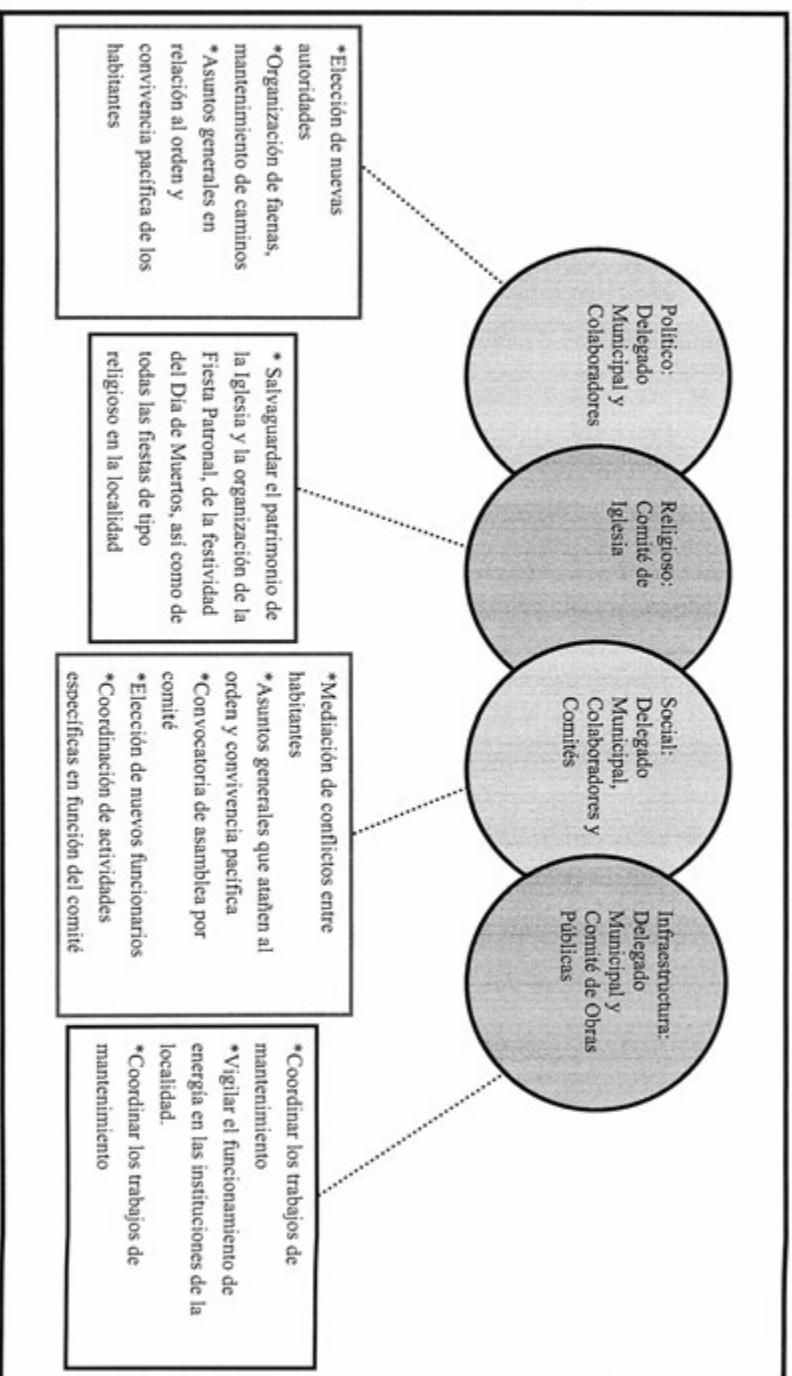 Político:
Delegado
Municipal y
Colaboradores
Religioso:
Comité de
Iglesia
Social:
Delegado
Municipal,
Colaboradores y
Comités
Infraestructura:
Delegado
Municipal y
Comité de Obras
Públicas
*Elección de nuevas
autoridades
*Organización de faenas,
mantenimiento de caminos
*Asuntos generales en
relación al orden y
convivencia pacífica de los
habitantes
* Salvaguardar el patrimonio de
la Iglesia y la organización de la
Fiesta Patronal, de la festividad
del Día de Muertos, así como de
todas las fiestas de tipo
religioso en la localidad
*Mediación de conflictos entre
habitantes
*Asuntos generales que atañen al
orden y convivencia pacífica
*Convocatoria de asamblea por
comité
*Elección de nuevos funcionarios
*Coordinación de actividades
específicas en función del comité
*Coordinar los trabajos de
mantenimiento
*Vigilar el funcionamiento de
energía en las instituciones de la
localidad.
*Coordinar los trabajos de
mantenimiento